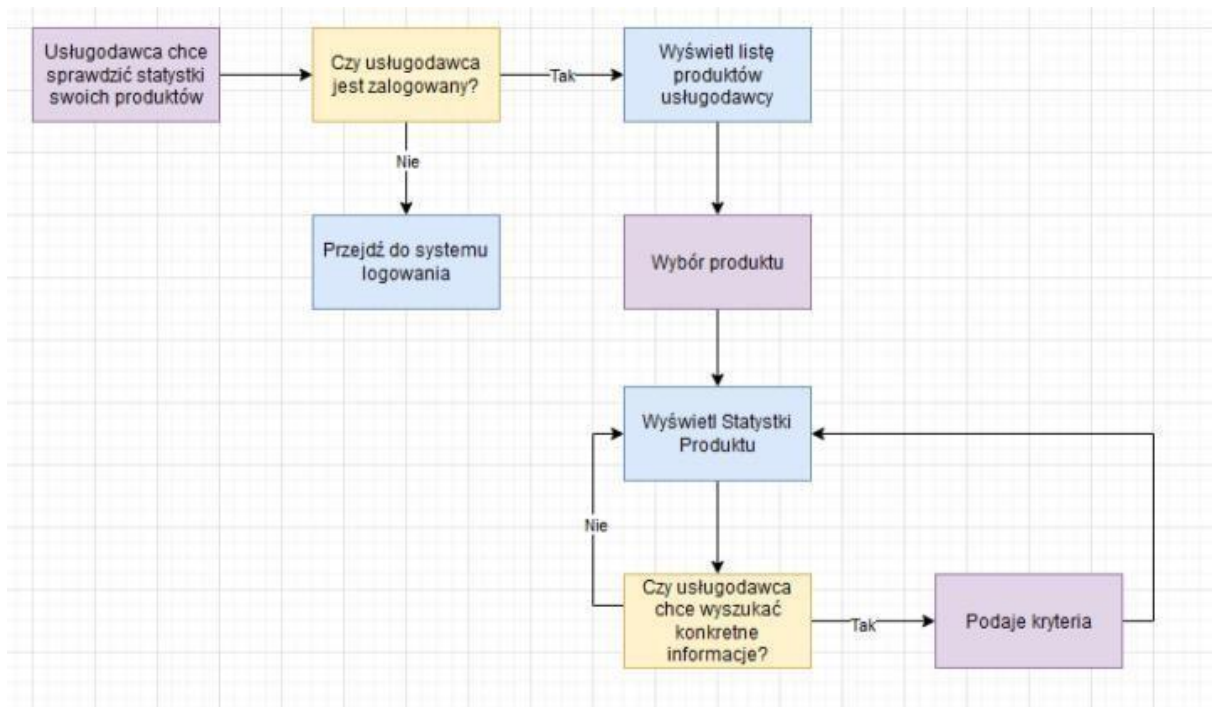 Usługodawca chce
sprawdzić statystki
swoich produktów
Czy usługodawca
jest zalogowany?
Tak
Wyświetl listę
produktów
usługodawcy
Nie
Przejdź do systemu
logowania
Wybór produktu
Wyświetl Statystki
Produktu
Nie
Czy usługodawca
chce wyszukać
konkretne
informacje?
Tak
Podaje kryteria